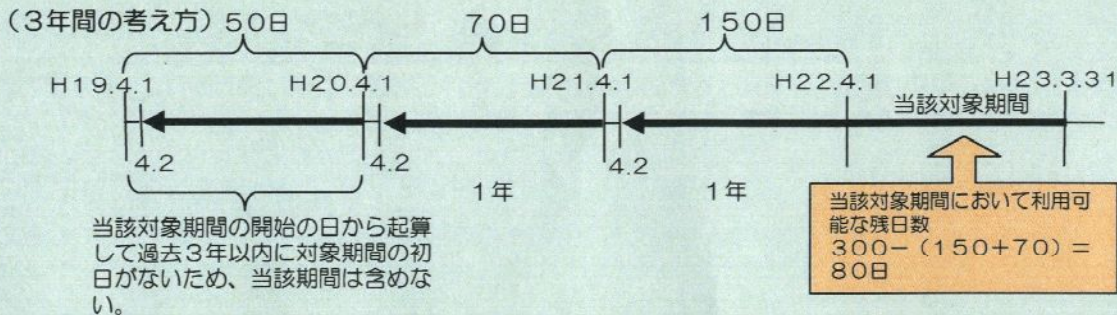 （3年間の考え方）50日
70日
150日
H19.4.1
H20.4.1
H21.4.1
H22.4.1
H23.3.31
当該対象期間
4.2
4.2
4.2
1年
1年
当該対象期間の開始の日から起算
して過去3年以内に対象期間の初
日がないため、当該期間は含めな
い。
当該対象期間において利用可
能な残日数
300－（150＋70）＝
80日